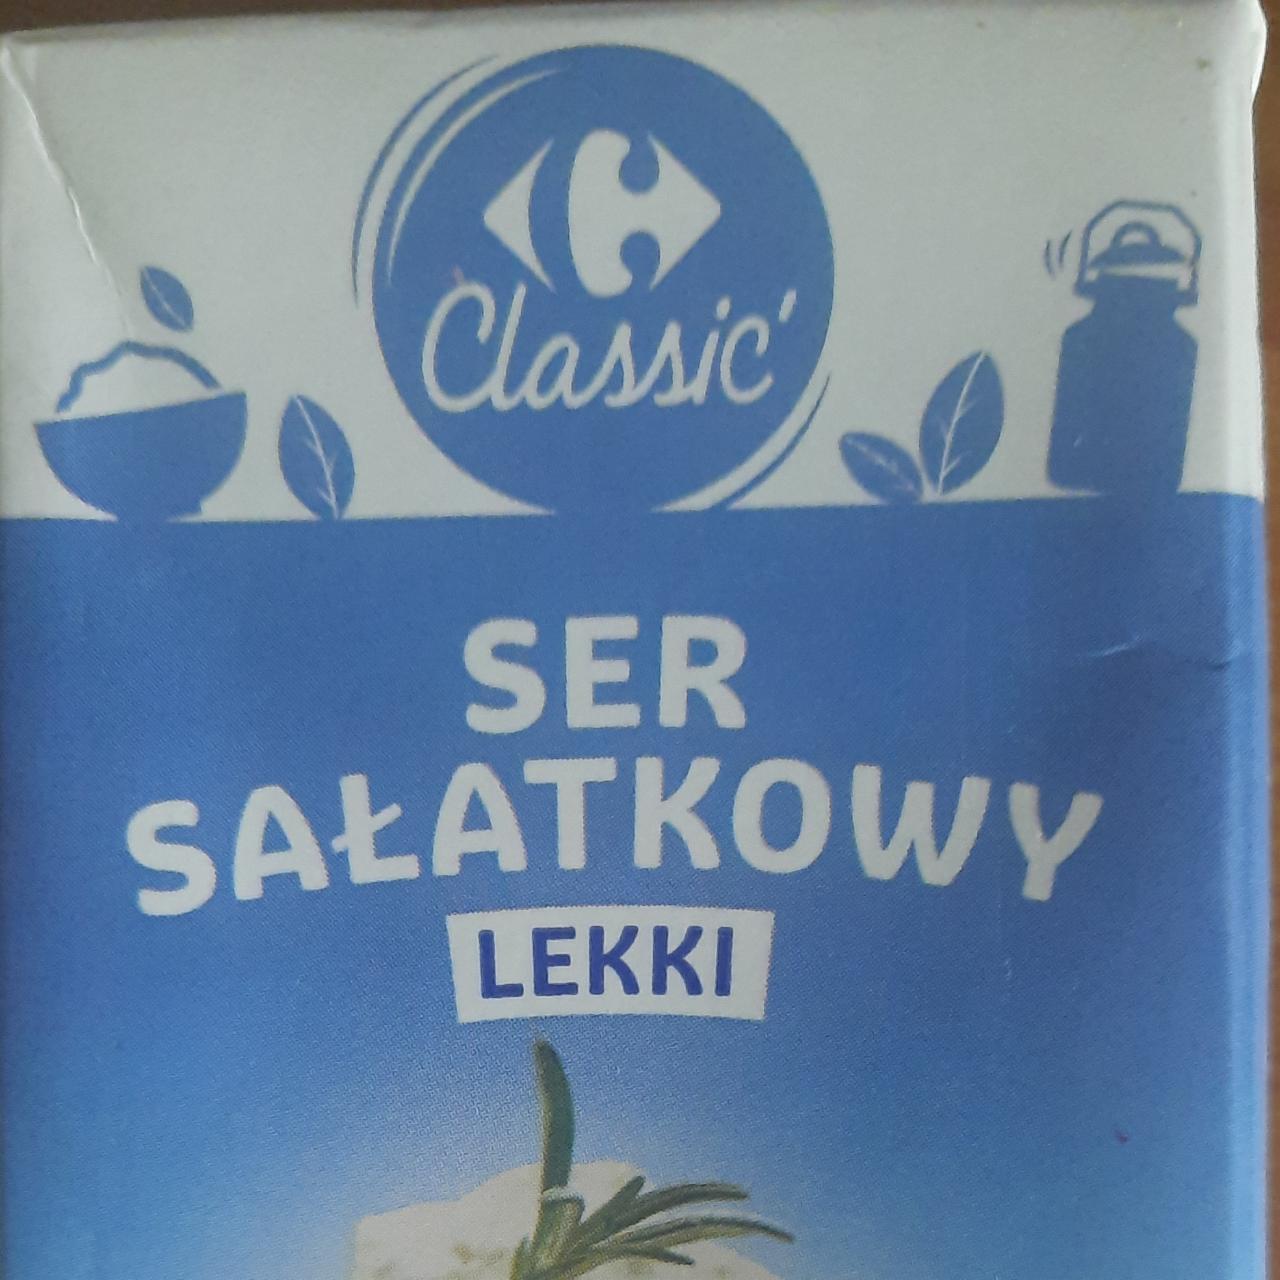 Classic'
SER
SAŁATKOWY
LEKKI